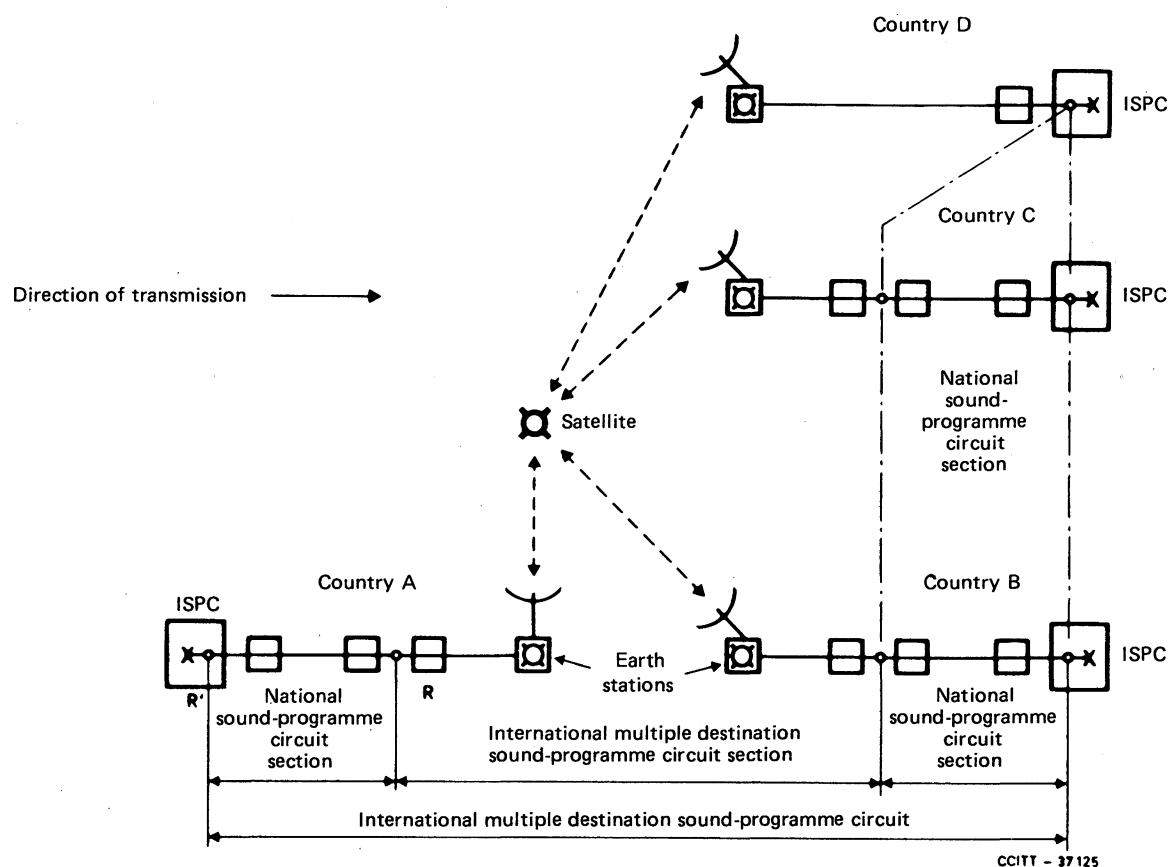 Country D
ISPC
Country C
Direction of transmission
ISPC
National
sound-
programme
circuit
section
Satellite
Country A
Country B
ISPC
Earth
stations
ISPC
R'
R
National
sound-programme
circuit
section
International multiple destination
sound-programme circuit section
National
sound-programme
circuit
section
International multiple destination sound-programme circuit
CCITT - 37125